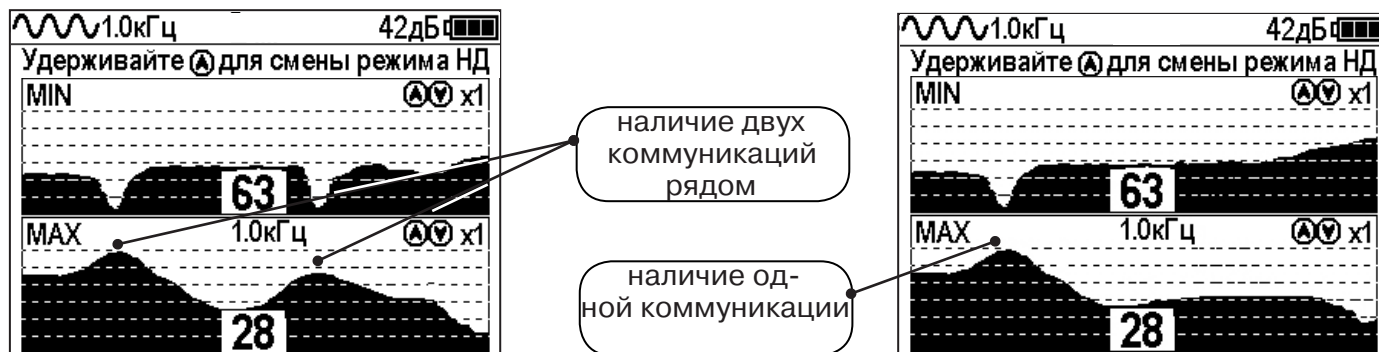 1.0кГц 42дБ
Удерживайте Ⓐ для смены режима НД
MIN x1
63
MAX 1.0кГц x1
28
наличие двух
коммуникаций
рядом
наличие од-
ной коммуникации
1.0кГц 42дБ
Удерживайте Ⓐ для смены режима НД
MIN x1
63
MAX 1.0кГц x1
28